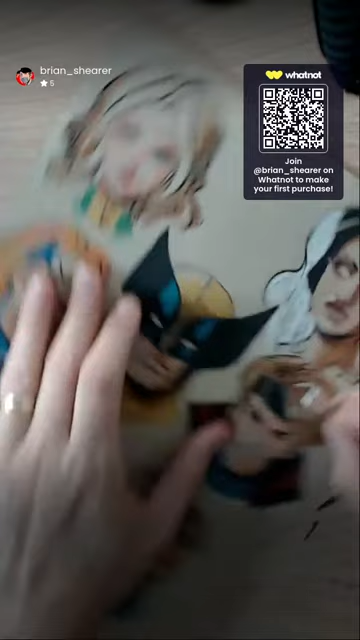 brian_shearer
★ 5
whatnot
Join
@brian_shearer on
Whatnot to make
your first purchase!